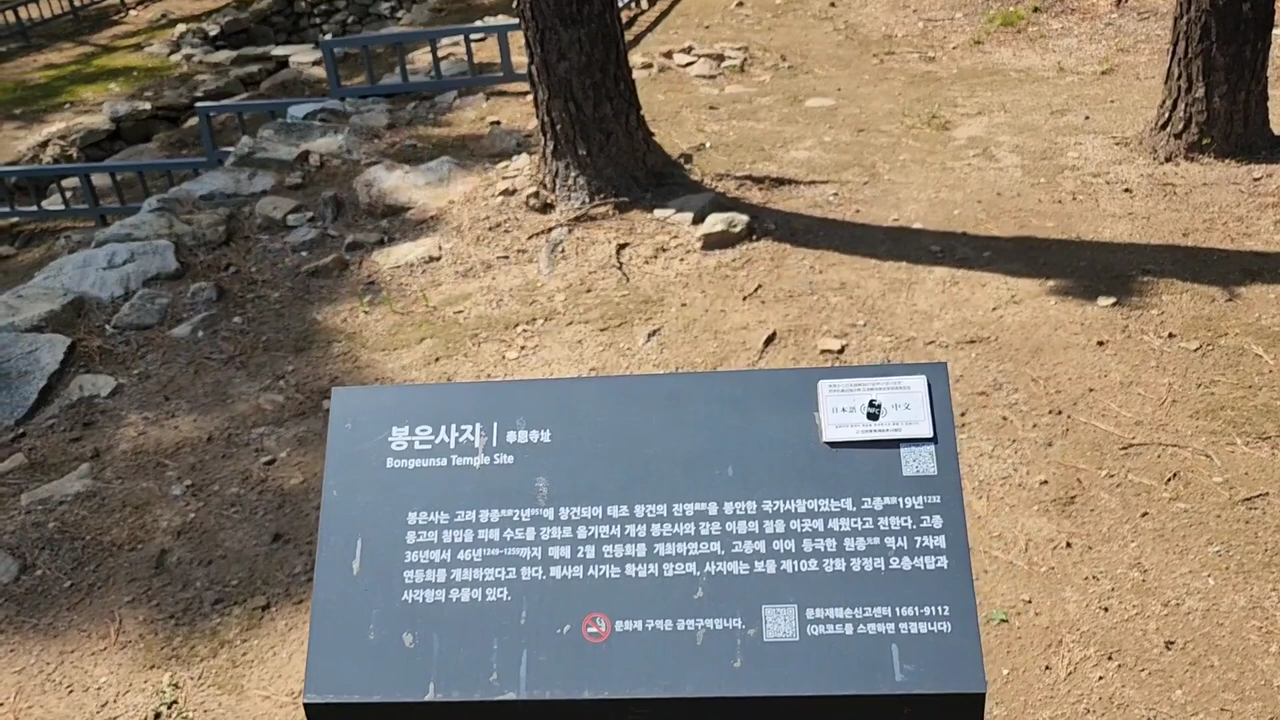 봉은사지 | 奉恩寺址
Bongeunsa Temple Site
日本語 NFC 中文
봉은사는 고려 광종光宗2년951에 창건되어 태조 왕건의 진영眞影을 봉안한 국가사찰이었는데, 고종高宗19년1232
몽고의 침입을 피해 수도를 강화로 옮기면서 개성 봉은사와 같은 이름의 절을 이곳에 세웠다고 전한다. 고종
36년에서 46년1249~1259까지 매해 2월 연등회를 개최하였으며, 고종에 이어 등극한 원종元宗 역시 7차례
연등회를 개최하였다고 한다. 폐사의 시기는 확실치 않으며, 사지에는 보물 제10호 강화 장정리 오층석탑과
사각형의 우물이 있다.
문화재 구역은 금연구역입니다.
문화재훼손신고센터 1661-9112
(QR코드를 스캔하면 연결됩니다)